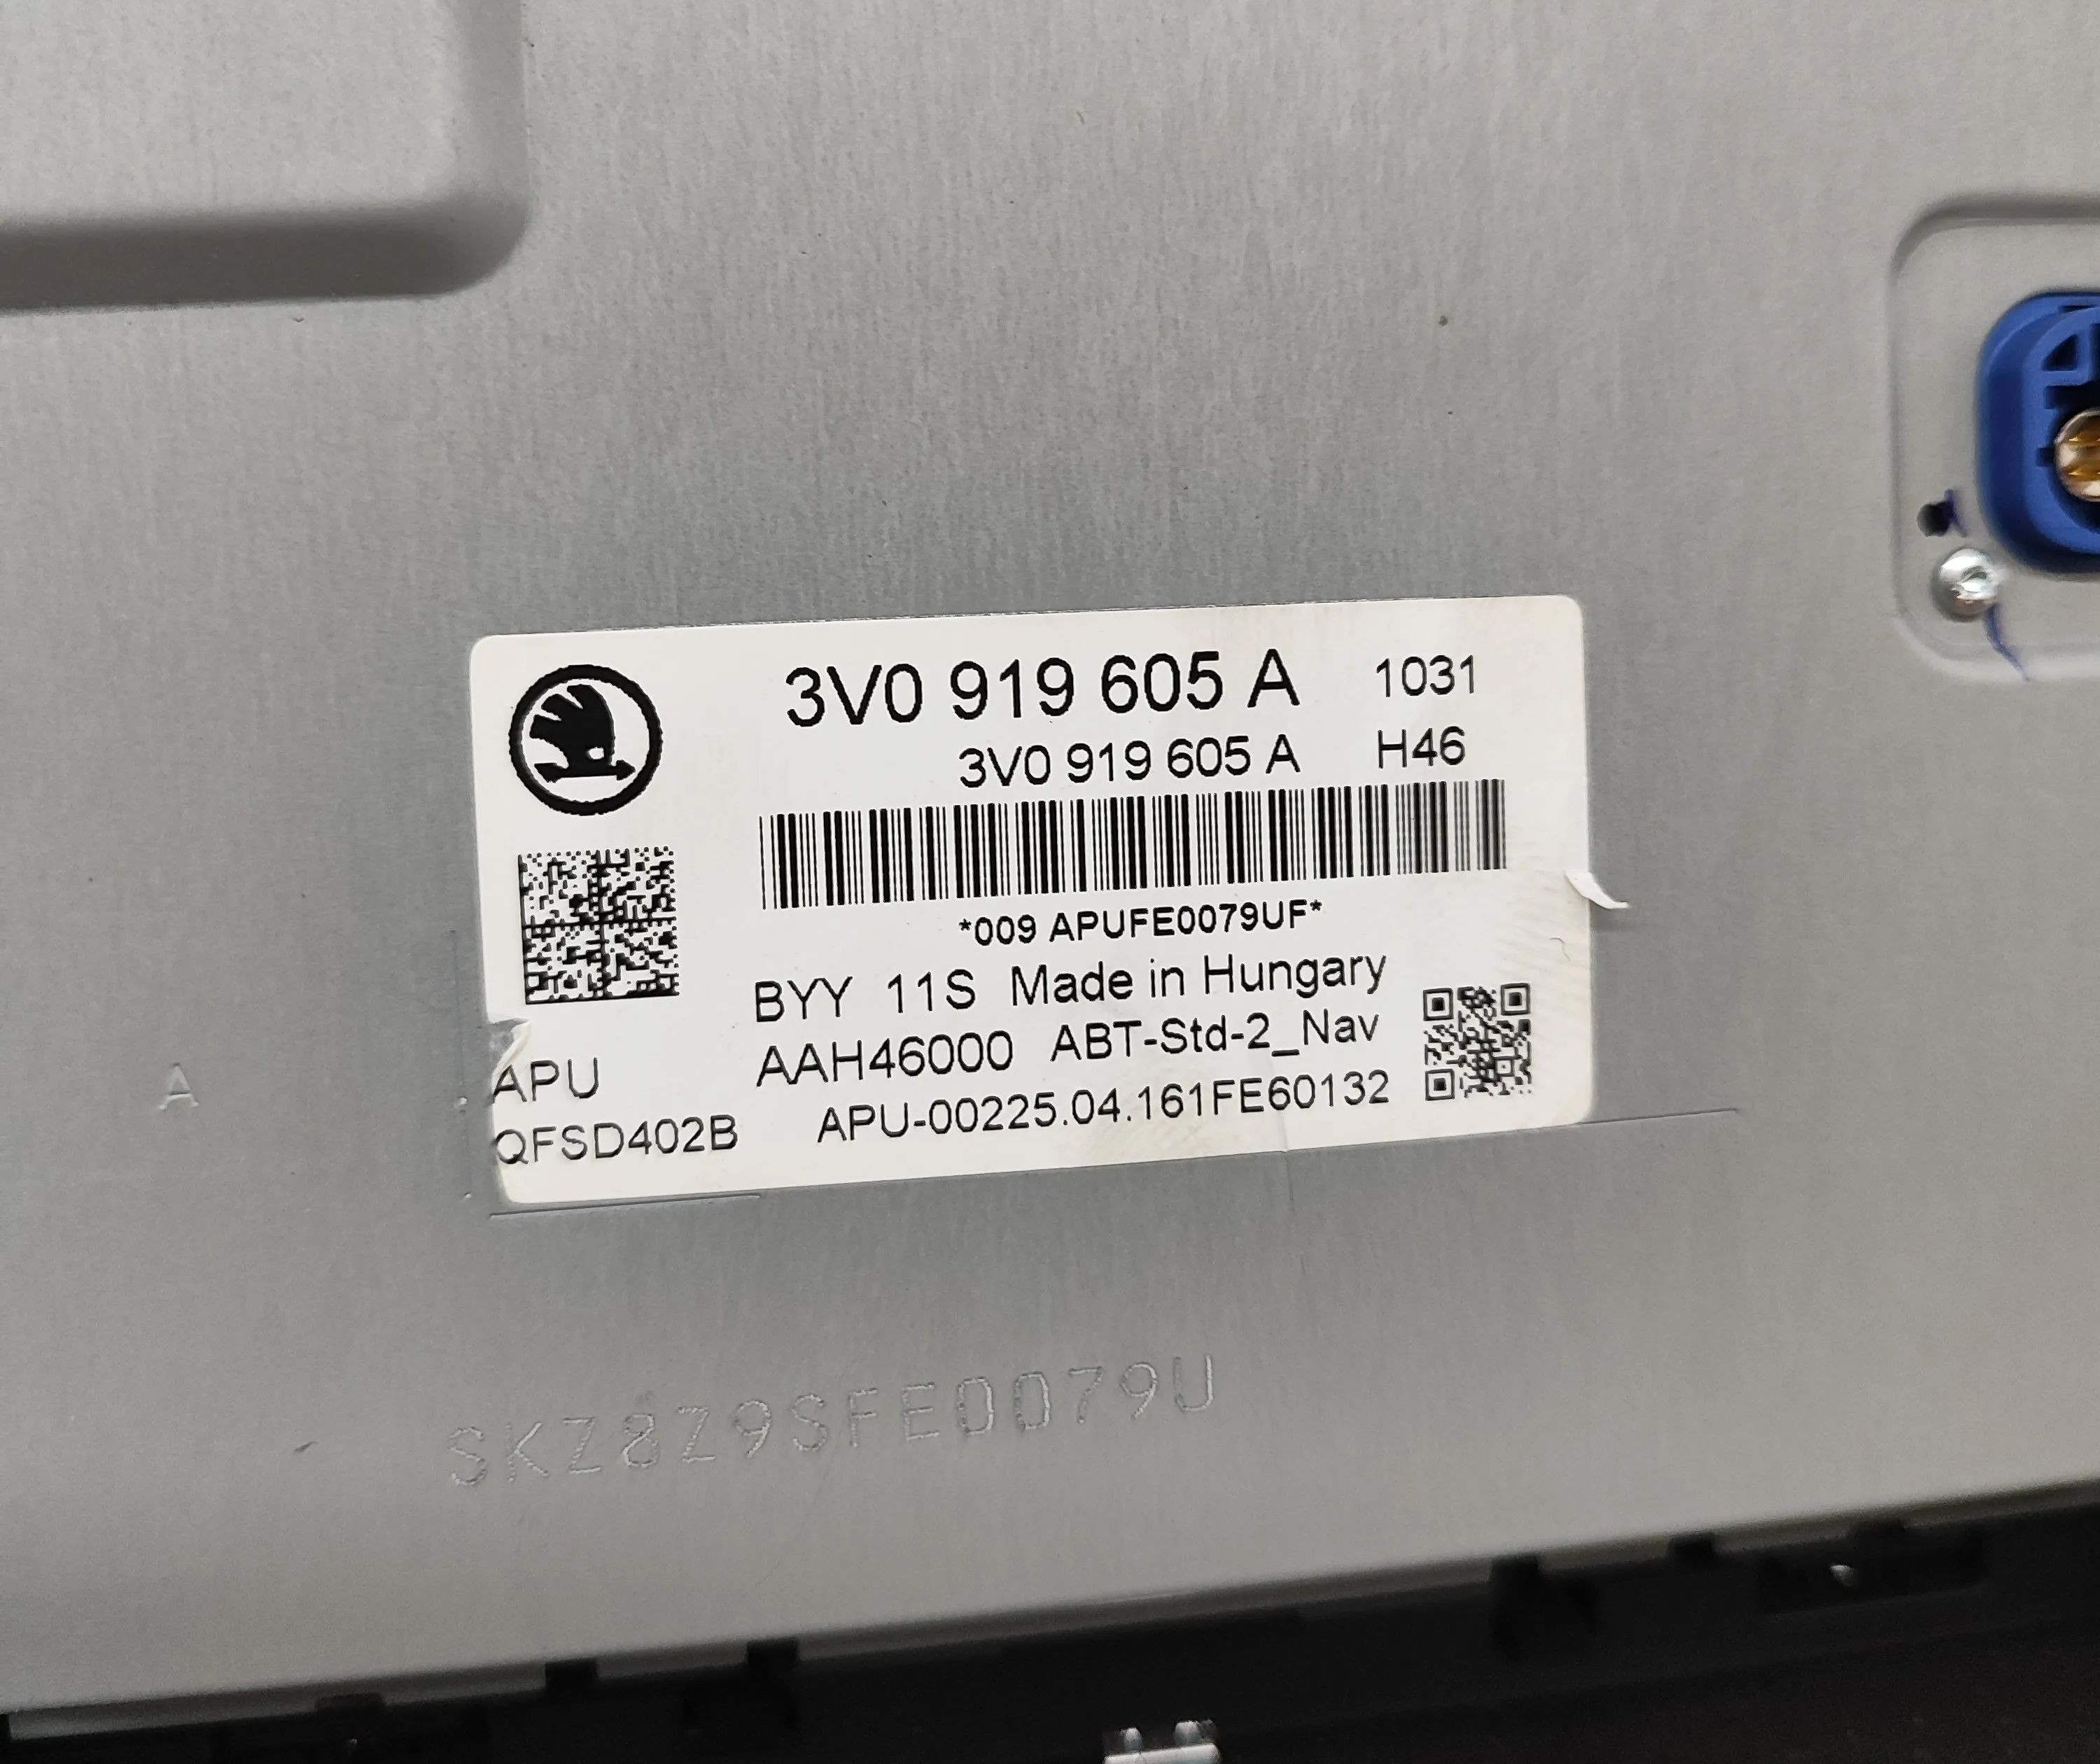 3V0 919 605 A 1031
3V0 919 605 A H46
*009 APUFE0079UF*
BYY 11S Made in Hungary
APU AAH46000 ABT-Std-2_Nav
QFSD402B APU-00225.04.161FE60132
A
SKZ8Z9SFE0079U